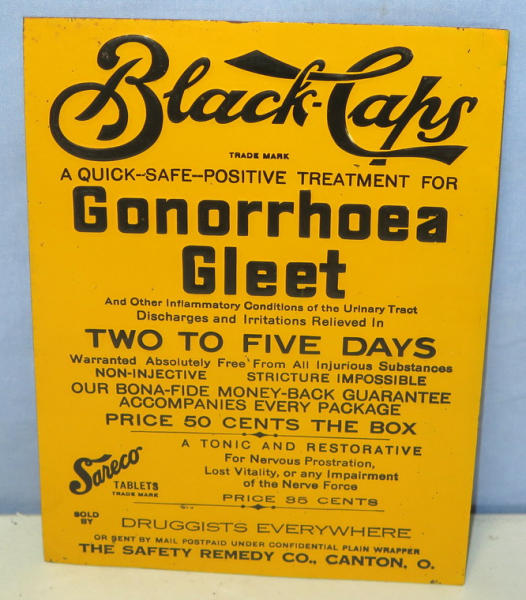 Black-Caps
TRADE MARK
A QUICK--SAFE--POSITIVE TREATMENT FOR
Gonorrhoea
Gleet
And Other Inflammatory Conditions of the Urinary Tract
Discharges and Irritations Relieved In
TWO TO FIVE DAYS
Warranted Absolutely Free From All Injurious Substances
NON-INJECTIVE STRICTURE IMPOSSIBLE
OUR BONA-FIDE MONEY-BACK GUARANTEE
ACCOMPANIES EVERY PACKAGE
PRICE 50 CENTS THE BOX
A TONIC AND RESTORATIVE
For Nervous Prostration,
Lost Vitality, or any Impairment
of the Nerve Force
Sareco
TABLETS
TRADE MARK
PRICE 35 CENTS
SOLD
BY
DRUGGISTS EVERYWHERE
OR SENT BY MAIL POSTPAID UNDER CONFIDENTIAL PLAIN WRAPPER
THE SAFETY REMEDY CO., CANTON, O.